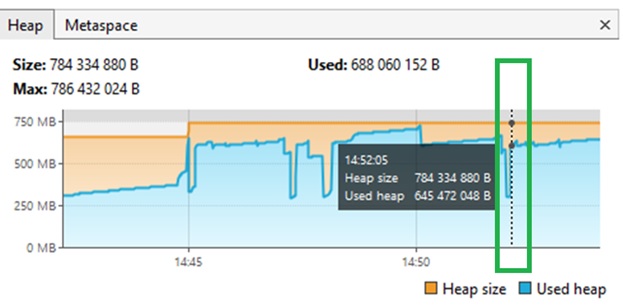 Heap Metaspace ×
Size: 784 334 880 B Used: 688 060 152 B
Max: 786 432 024 B
750 MB
500 MB
250 MB
0 MB
14:52:05
Heap size 784 334 880 B
Used heap 645 472 048 B
14:45 14:50
Heap size Used heap